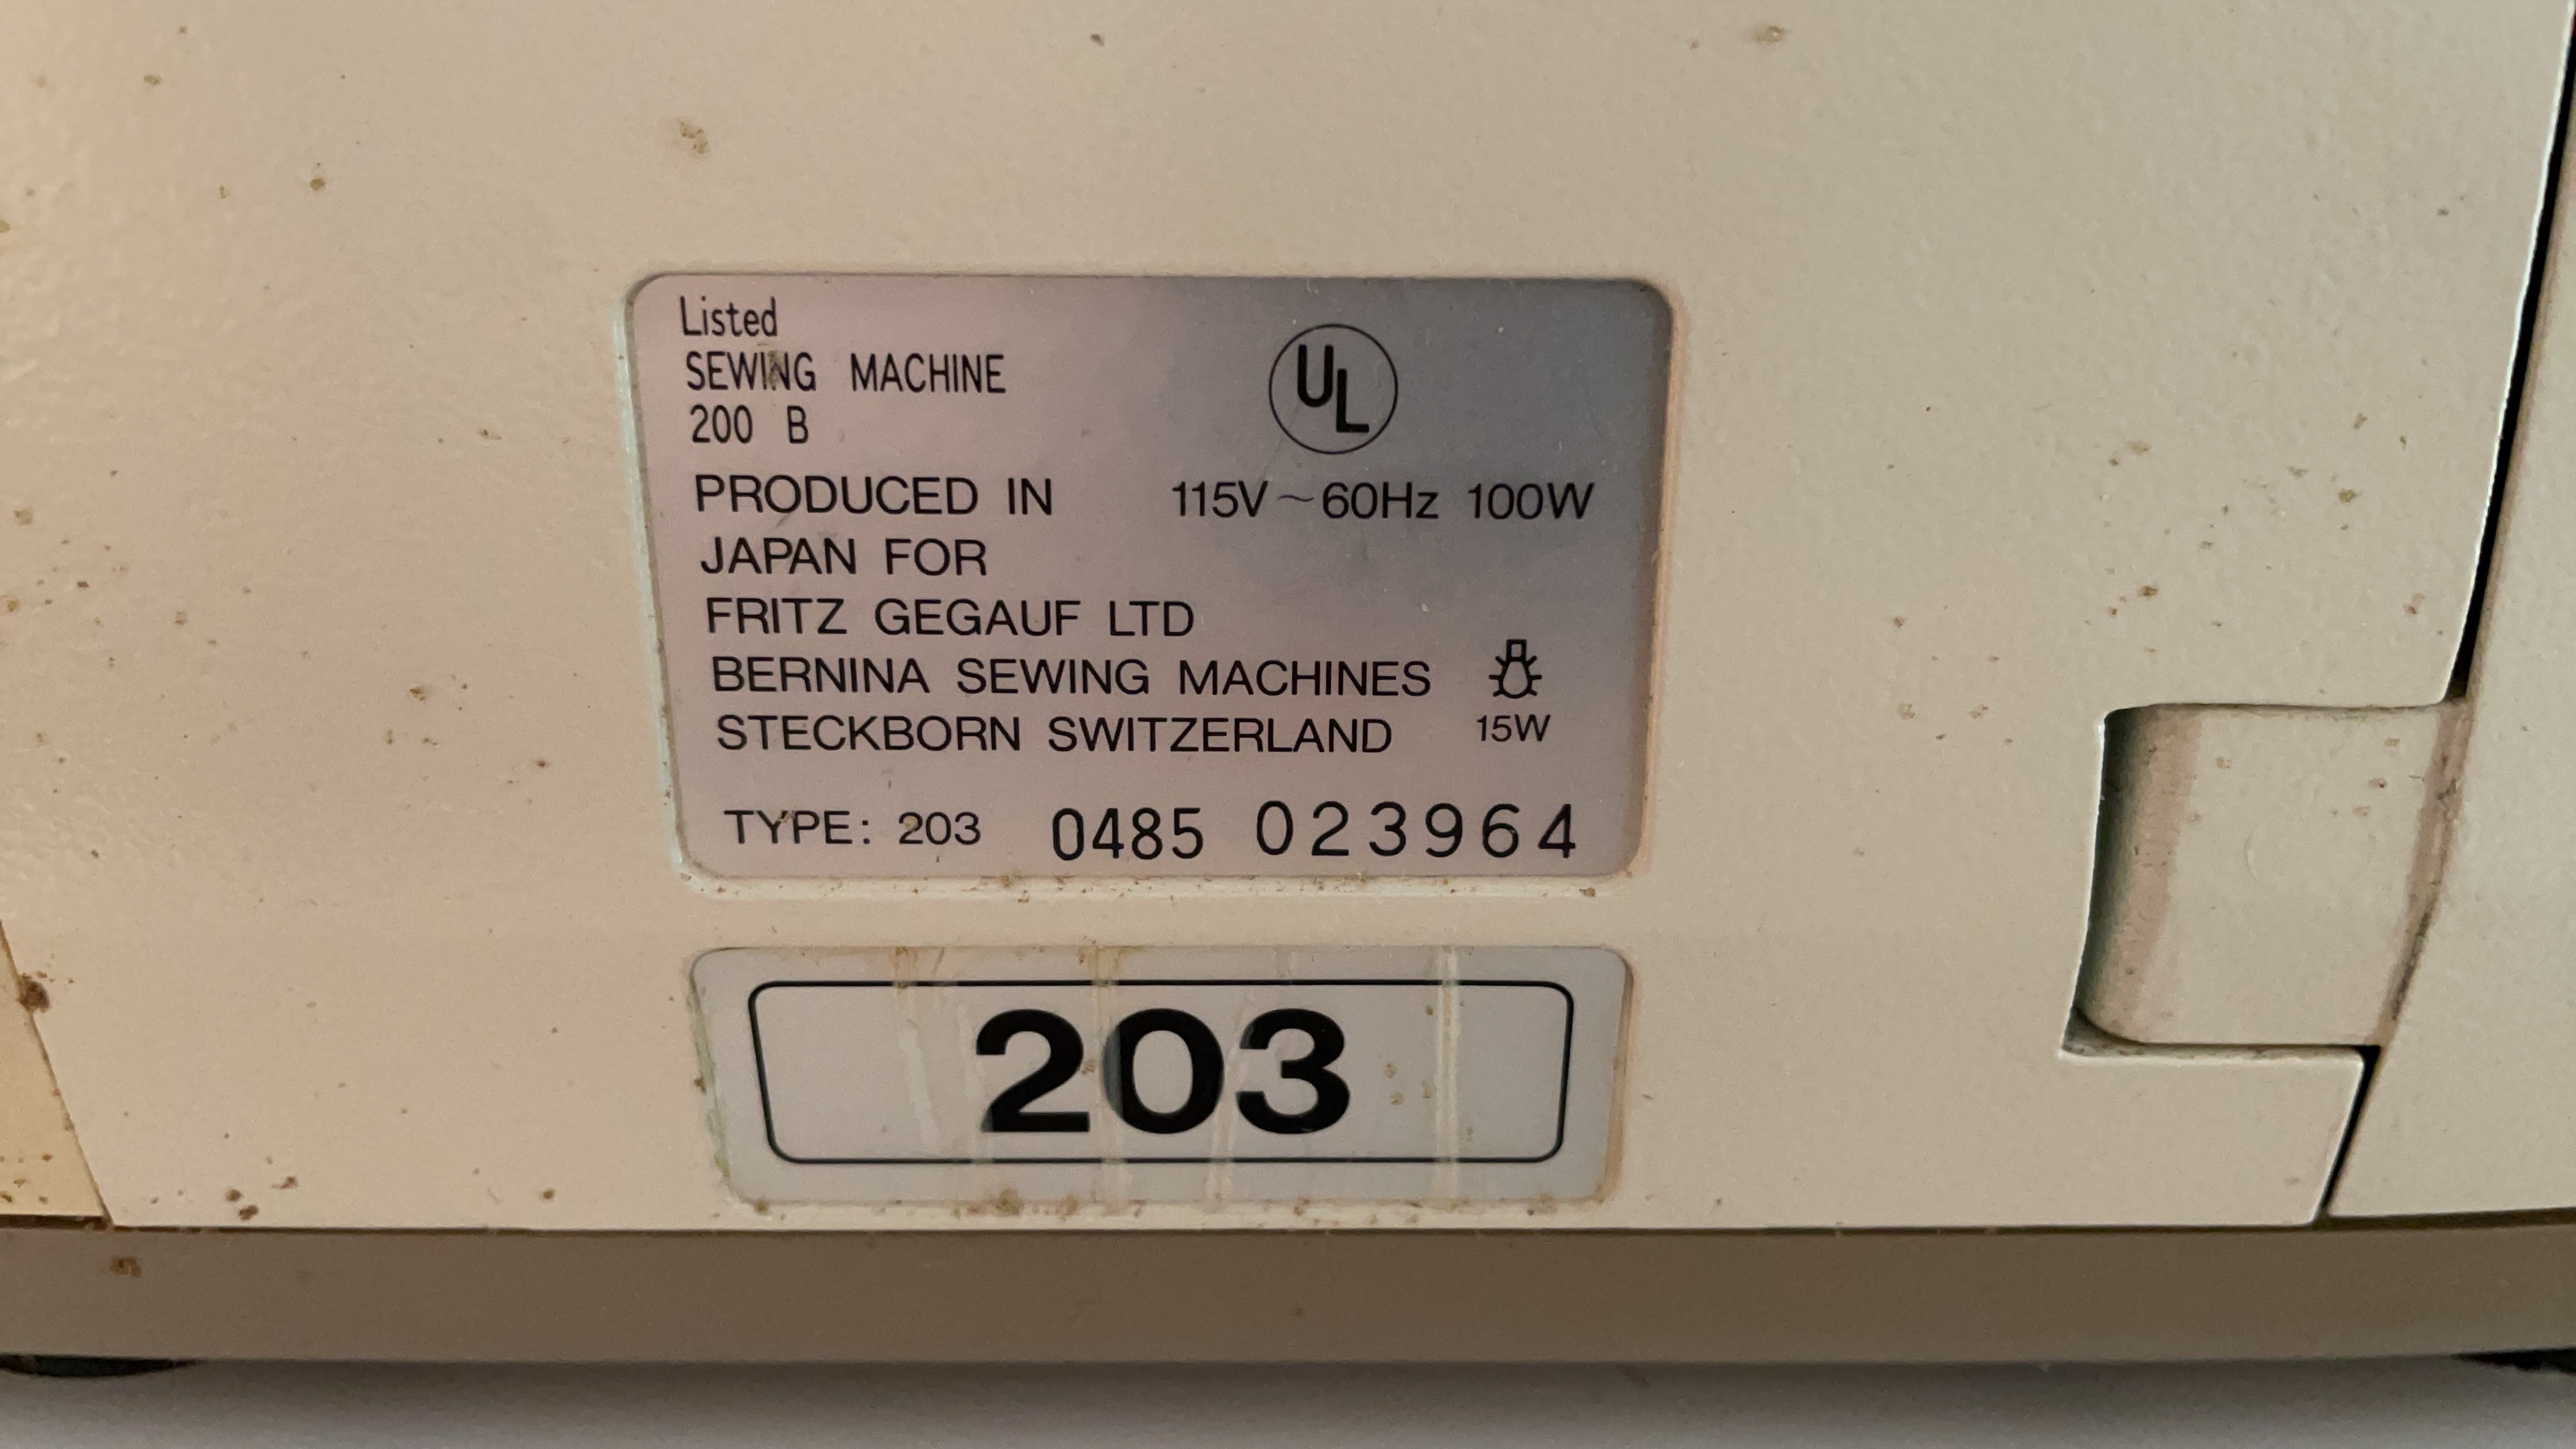 Listed
SEWING MACHINE
200 B
UL
PRODUCED IN 115V~60Hz 100W
JAPAN FOR
FRITZ GEGAUF LTD
BERNINA SEWING MACHINES
STECKBORN SWITZERLAND 15W
TYPE: 203 0485 023964
203